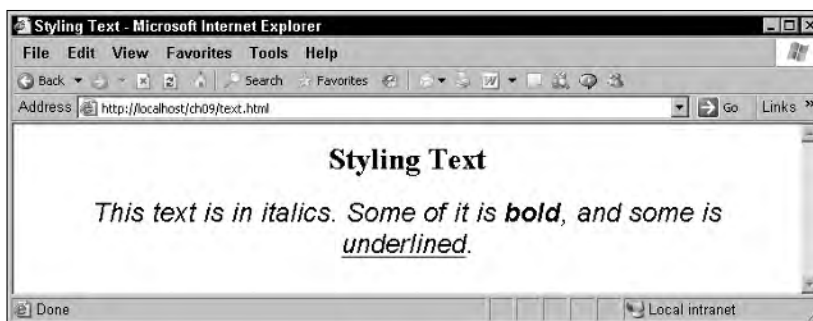 Styling Text - Microsoft Internet Explorer
File Edit View Favorites Tools Help
Back Search Favorites
Address http://localhost/ch09/text.html Go Links »
Styling Text
This text is in italics. Some of it is bold, and some is
underlined.
Done Local intranet